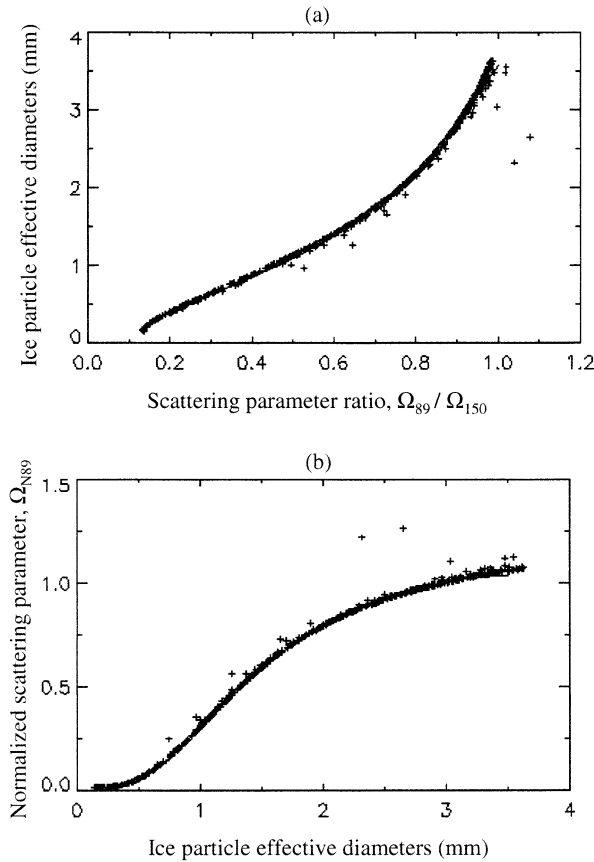 (a)
Ice particle effective diameters (mm)
4
3
2
1
0
0.0 0.2 0.4 0.6 0.8 1.0 1.2
Scattering parameter ratio, Ω89 / Ω150
(b)
Normalized scattering parameter, ΩN89
1.5
1.0
0.5
0.0
0 1 2 3 4
Ice particle effective diameters (mm)